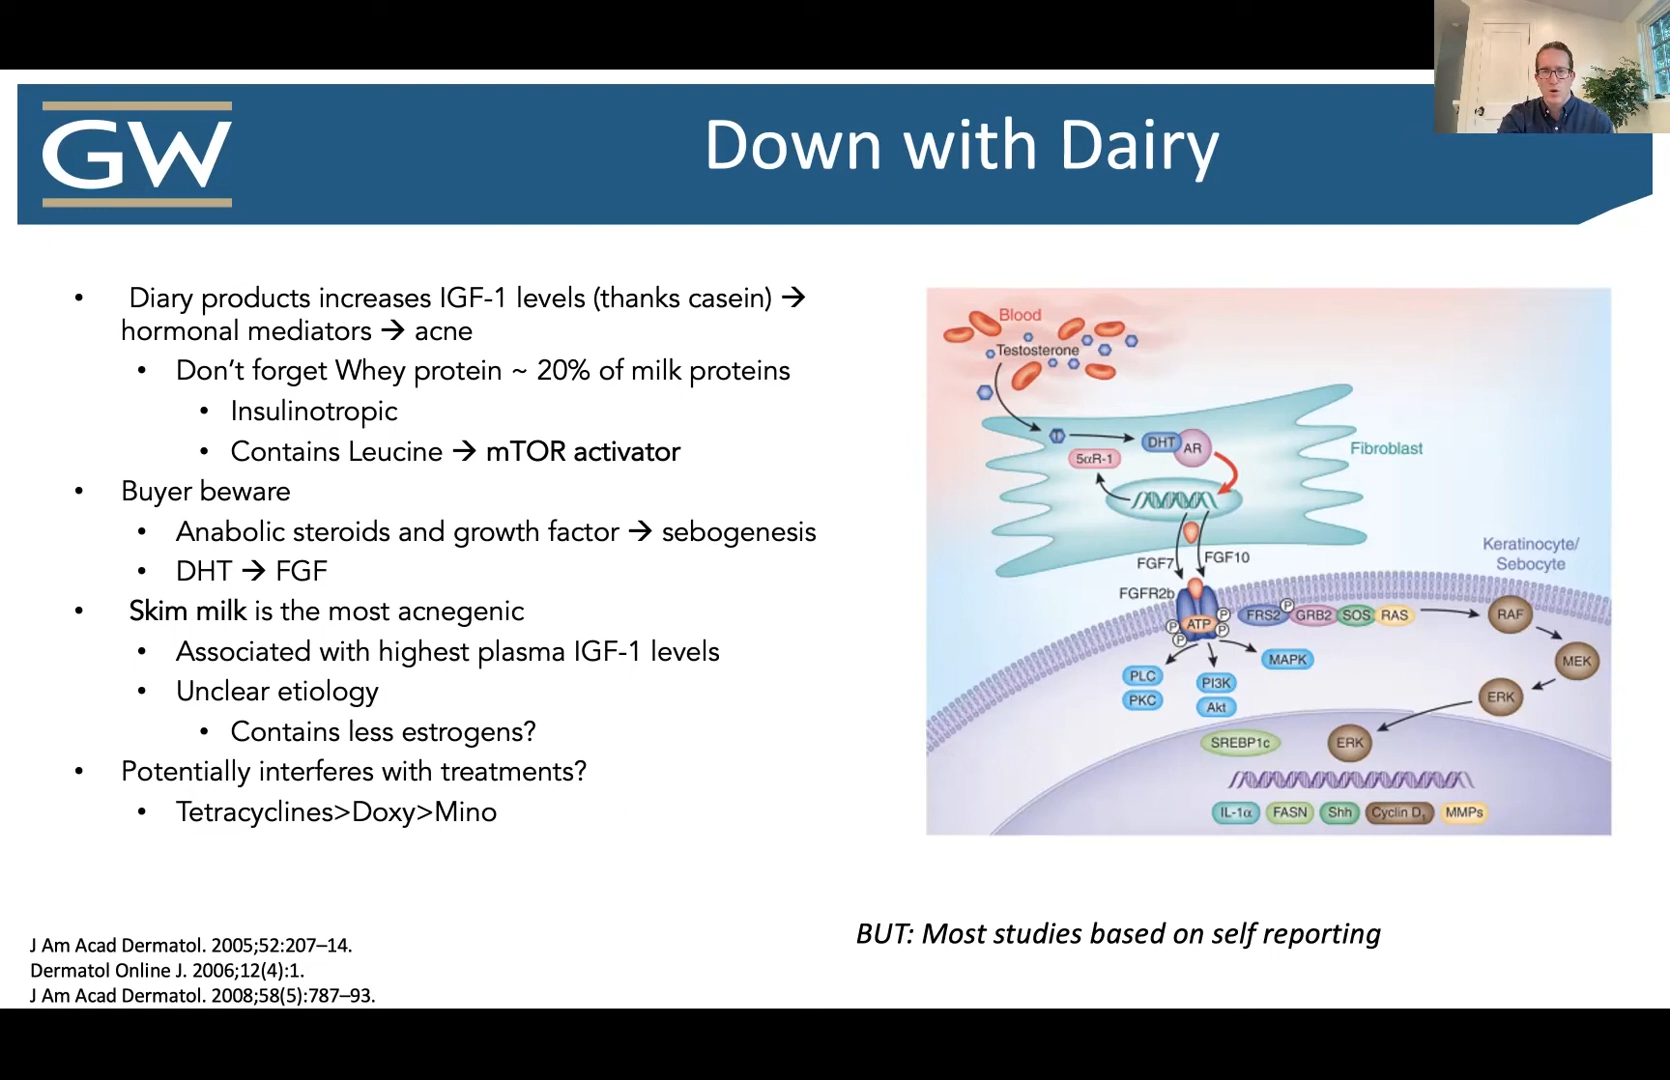 GW
Down with Dairy
• Diary products increases IGF-1 levels (thanks casein) →
hormonal mediators → acne
• Don't forget Whey protein ~ 20% of milk proteins
• Insulinotropic
• Contains Leucine → mTOR activator
• Buyer beware
• Anabolic steroids and growth factor → sebogenesis
• DHT → FGF
• Skim milk is the most acnegenic
• Associated with highest plasma IGF-1 levels
• Unclear etiology
• Contains less estrogens?
• Potentially interferes with treatments?
• Tetracyclines>Doxy>Mino
Blood
Testosterone
T
DHT
AR
5αR-1
Fibroblast
FGF7
FGF10
Keratinocyte/
Sebocyte
FGFR2b
ATP
P
P
P
P
P
FRS2
GRB2
SOS
RAS
RAF
MEK
ERK
MAPK
PLC
PKC
PI3K
Akt
SREBP1c
ERK
IL-1α
FASN
Shh
Cyclin D1
MMPs
BUT: Most studies based on self reporting
J Am Acad Dermatol. 2005;52:207–14.
Dermatol Online J. 2006;12(4):1.
J Am Acad Dermatol. 2008;58(5):787–93.